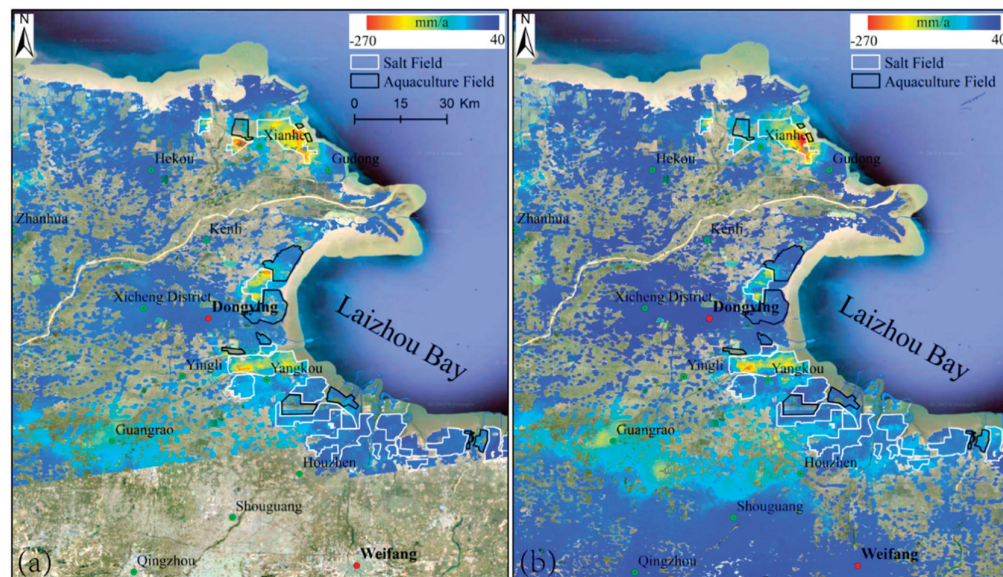 N
mm/a
-270
40
Salt Field
Aquaculture Field
0
15
30 Km
Xianhe
Hekou
Gudong
Zhanhua
Kenli
Xicheng District
Dongying
Laizhou Bay
Yingli
Yangkou
Guangrao
Houzhen
Shouguang
Weifang
Qingzhou
(a)
N
mm/a
-270
40
Salt Field
Aquaculture Field
Xianhe
Hekou
Gudong
Zhanhua
Kenli
Xicheng District
Dongying
Laizhou Bay
Yingli
Yangkou
Guangrao
Houzhen
Shouguang
Weifang
Qingzhou
(b)